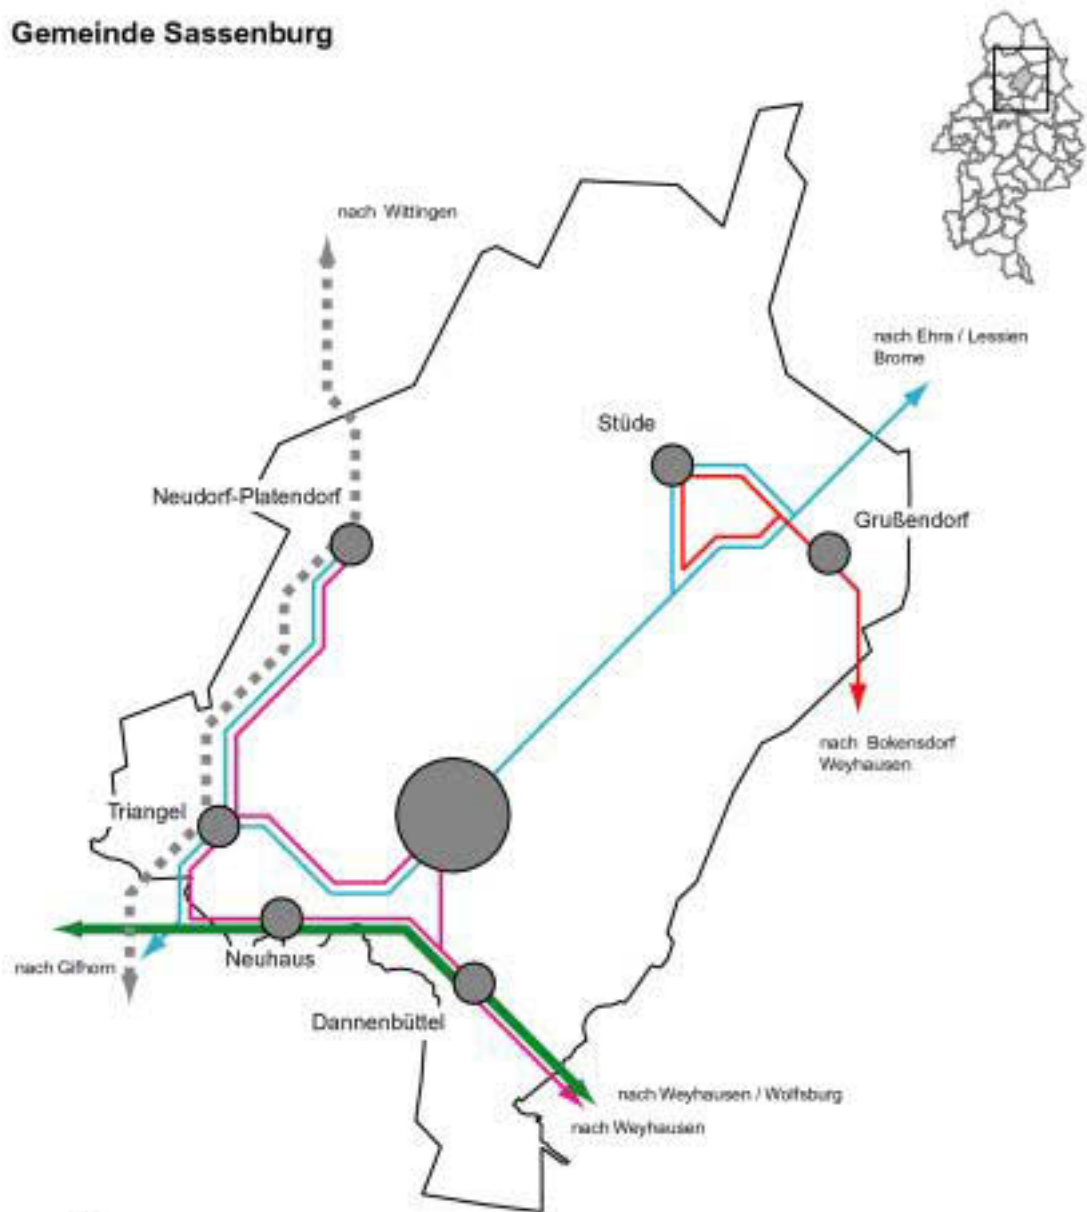 Gemeinde Sassenburg
nach Wittingen
nach Ehra / Lessien
Brome
Stüde
Neudorf-Platendorf
Grußendorf
nach Bokensdorf
Weyhausen
Triangel
Neuhaus
nach Gifhorn
Dannenbüttel
nach Weyhausen / Wolfsburg
nach Weyhausen